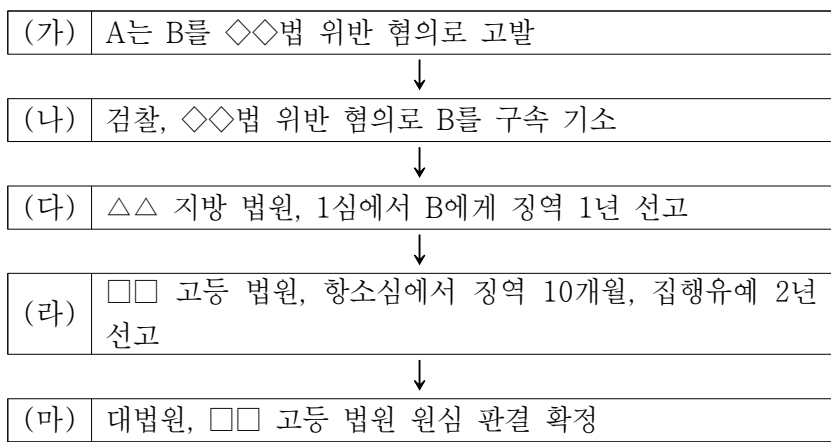 (가) A는 B를 ◇◇법 위반 혐의로 고발
↓
(나) 검찰, ◇◇법 위반 혐의로 B를 구속 기소
↓
(다) △△ 지방 법원, 1심에서 B에게 징역 1년 선고
↓
(라) □□ 고등 법원, 항소심에서 징역 10개월, 집행유예 2년
선고
↓
(마) 대법원, □□ 고등 법원 원심 판결 확정